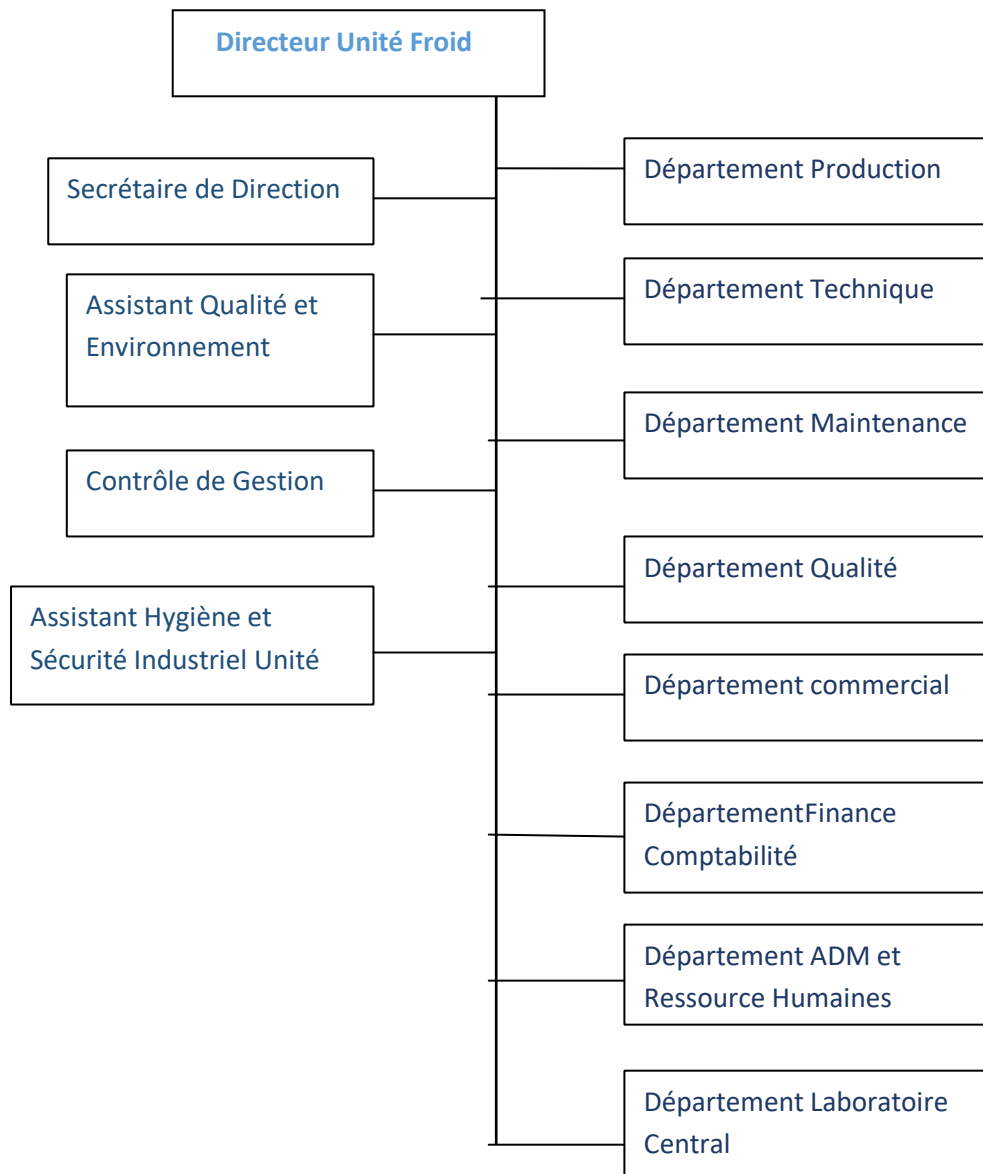 Directeur Unité Froid
Secrétaire de Direction
Assistant Qualité et
Environnement
Contrôle de Gestion
Assistant Hygiène et
Sécurité Industriel Unité
Département Production
Département Technique
Département Maintenance
Département Qualité
Département commercial
DépartementFinance
Comptabilité
Département ADM et
Ressource Humaines
Département Laboratoire
Central